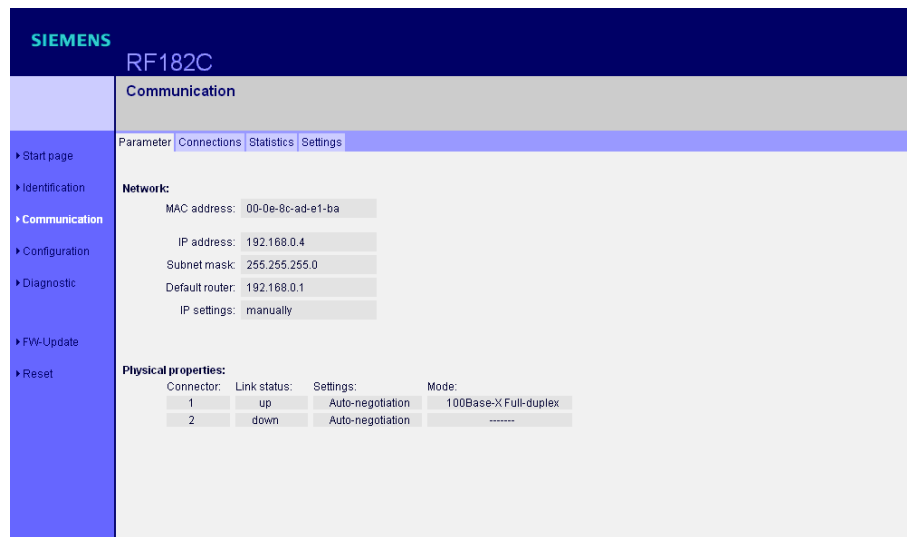 SIEMENS
RF182C
Communication
Parameter Connections Statistics Settings
Start page
Identification
Communication
Configuration
Diagnostic
FW-Update
Reset
Network:
MAC address: 00-0e-8c-ad-e1-ba
IP address: 192.168.0.4
Subnet mask: 255.255.255.0
Default router: 192.168.0.1
IP settings: manually
Physical properties:
Connector: Link status: Settings: Mode:
1 up Auto-negotiation 100Base-X Full-duplex
2 down Auto-negotiation -------